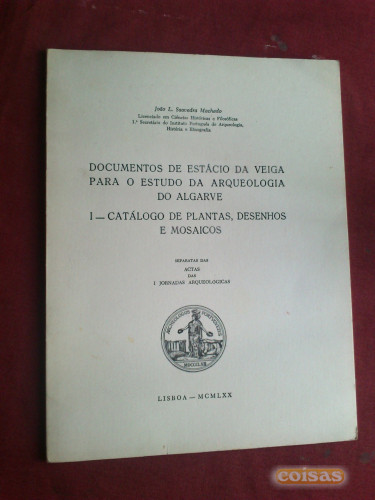 João L. Saavedra Machado
Licenciado em Ciências Históricas e Filosóficas
1.º Secretário do Instituto Português de Arqueologia,
História e Etnografia
DOCUMENTOS DE ESTÁCIO DA VEIGA
PARA O ESTUDO DA ARQUEOLOGIA
DO ALGARVE
I — CATÁLOGO DE PLANTAS, DESENHOS
E MOSAICOS
SEPARATAS DAS
ACTAS
DAS
I JORNADAS ARQUEOLÓGICAS
LISBOA — MCMLXX
coisas